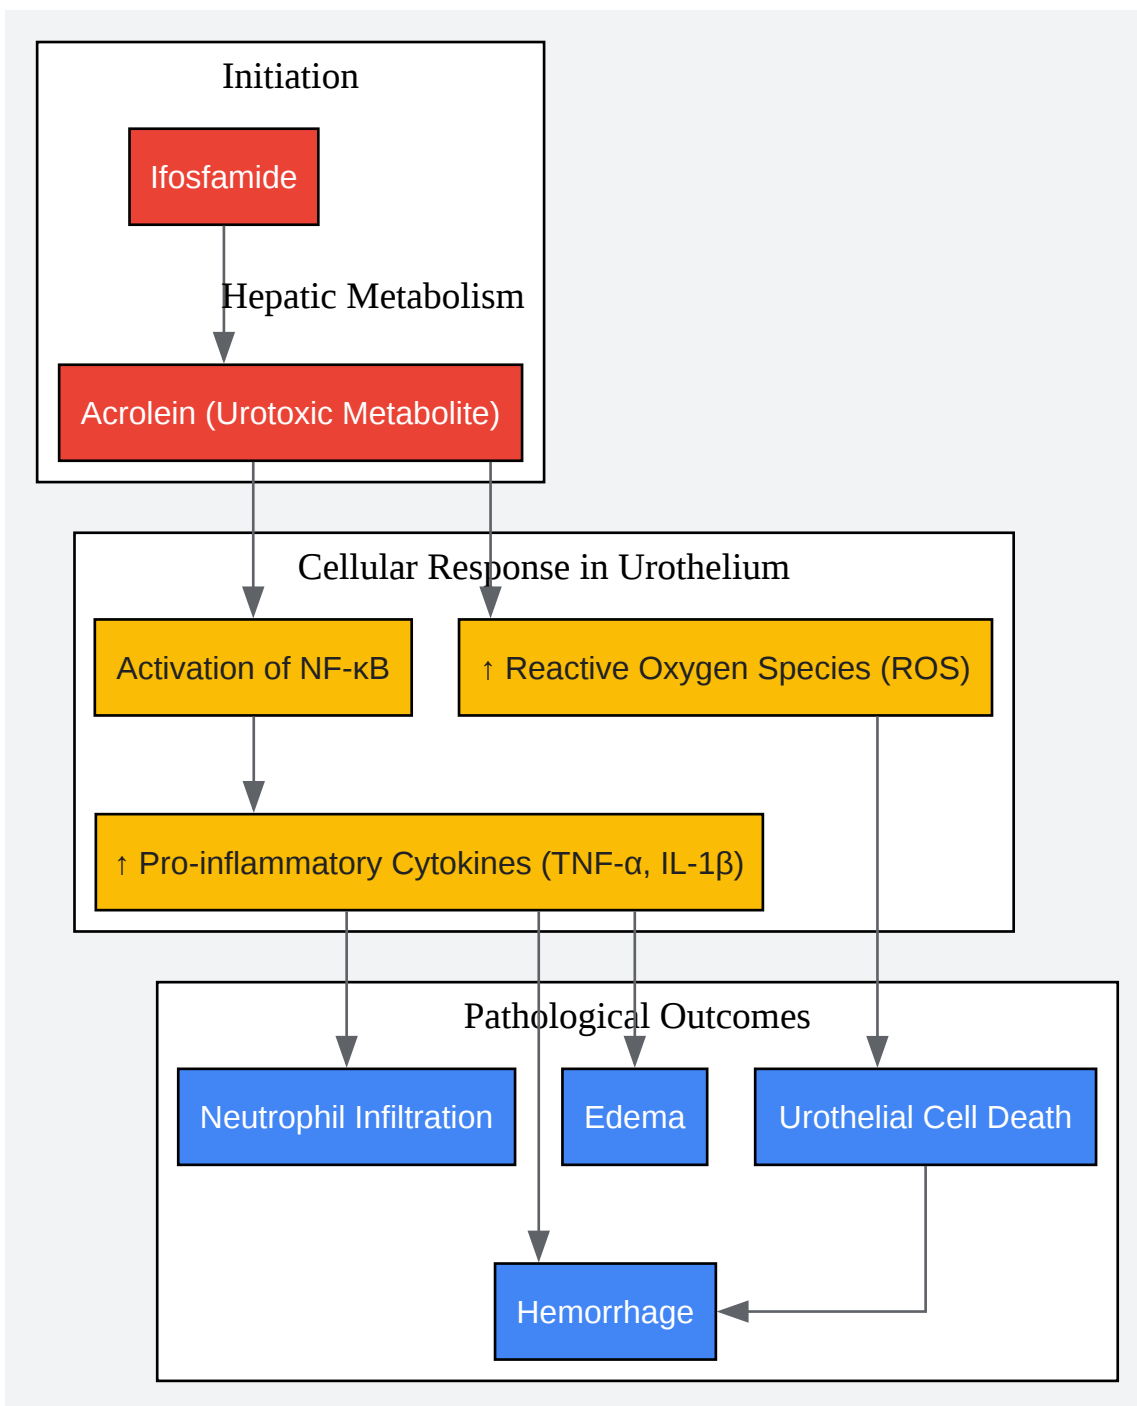 Initiation
Ifosfamide
Hepatic Metabolism
Acrolein (Urotoxic Metabolite)
Cellular Response in Urothelium
Activation of NF-κB
↑ Reactive Oxygen Species (ROS)
↑ Pro-inflammatory Cytokines (TNF-α, IL-1β)
Pathological Outcomes
Neutrophil Infiltration
Edema
Urothelial Cell Death
Hemorrhage